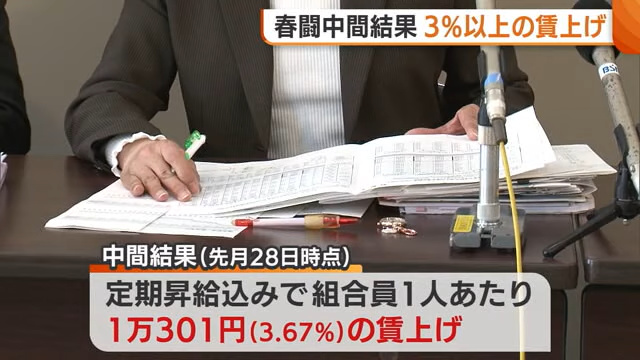 春闘中間結果 3%以上の賃上げ
BS
中間結果(先月28日時点)
定期昇給込みで組合員1人あたり
1万301円(3.67%)の賃上げ